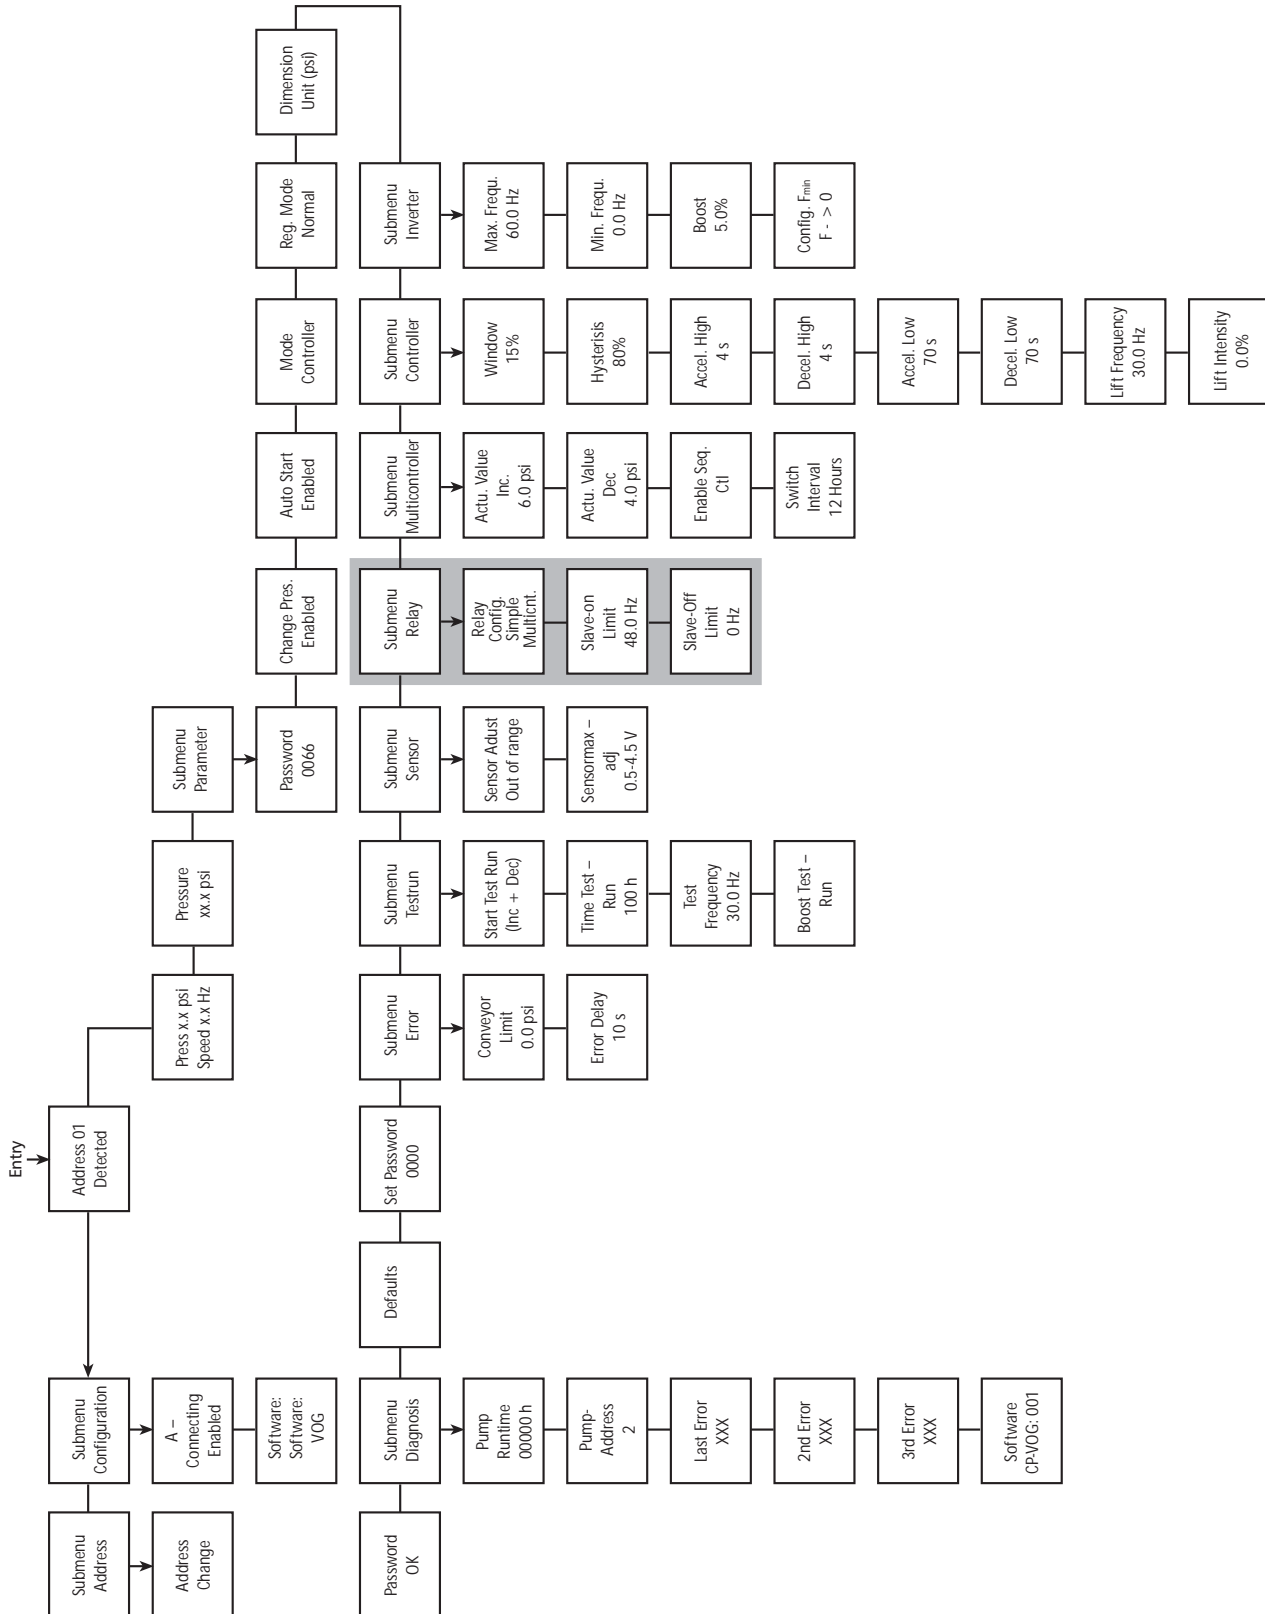 Entry
Submenu
Address
Address
Change
Submenu
Configuration
A –
Connecting
Enabled
Software:
Software:
VOG
Address 01
Detected
Press x.x psi
Speed x.x Hz
Pressure
xx.x psi
Submenu
Parameter
Password
0066
Change Pres.
Enabled
Auto Start
Enabled
Mode
Controller
Reg. Mode
Normal
Dimension
Unit (psi)
Password
OK
Submenu
Diagnosis
Pump
Runtime
00000 h
Pump-
Address
2
Last Error
XXX
2nd Error
XXX
3rd Error
XXX
Software
CP-VOG: 001
Defaults
Set Password
0000
Submenu
Error
Conveyor
Limit
0.0 psi
Error Delay
10 s
Submenu
Testrun
Start Test Run
(Inc + Dec)
Time Test –
Run
100 h
Test
Frequency
30.0 Hz
Boost Test –
Run
Submenu
Sensor
Sensor Adust
Out of range
Sensormax –
adj
0.5-4.5 V
Submenu
Relay
Relay
Config.
Simple
Multicnt.
Slave-on
Limit
48.0 Hz
Slave-Off
Limit
0 Hz
Submenu
Multicontroller
Actu. Value
Inc.
6.0 psi
Actu. Value
Dec
4.0 psi
Enable Seq.
Ctl
Switch
Interval
12 Hours
Submenu
Controller
Window
15%
Hysterisis
80%
Accel. High
4 s
Decel. High
4 s
Accel. Low
70 s
Decel. Low
70 s
Lift Frequency
30.0 Hz
Lift Intensity
0.0%
Submenu
Inverter
Max. Frequ.
60.0 Hz
Min. Frequ.
0.0 Hz
Boost
5.0%
Config. Fmin
F - > 0